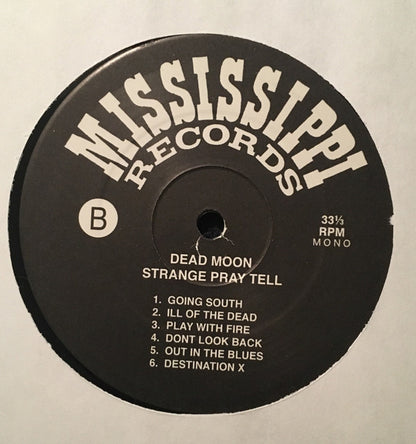 MISSISSIPPI
RECORDS
B
33⅓
RPM
MONO
DEAD MOON
STRANGE PRAY TELL
1. GOING SOUTH
2. ILL OF THE DEAD
3. PLAY WITH FIRE
4. DONT LOOK BACK
5. OUT IN THE BLUES
6. DESTINATION X